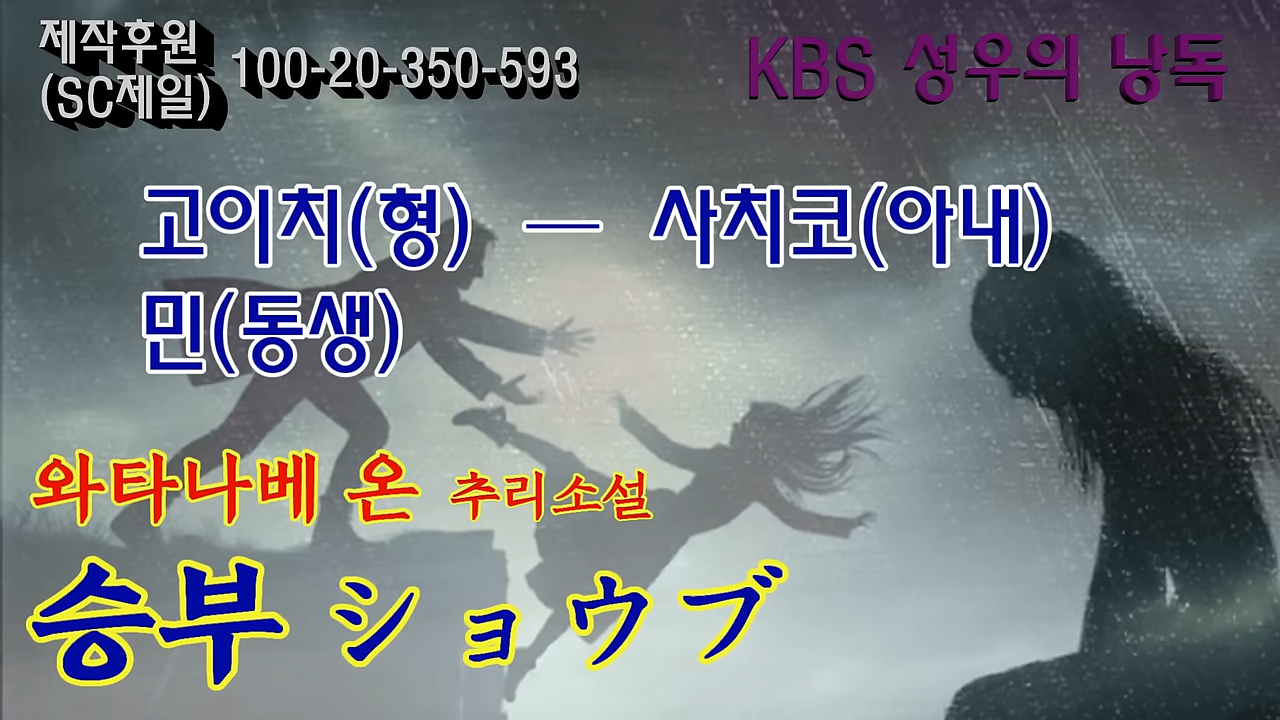 제작후원
(SC제일) 100-20-350-593
KBS 성우의 낭독
고이치(형) — 사치코(아내)
민(동생)
와타나베 온 추리소설
승부 ショウブ